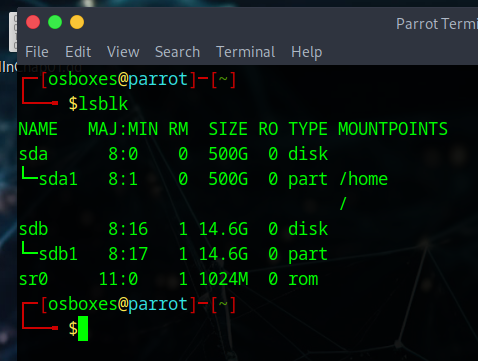 Parrot Termi
File Edit View Search Terminal Help
┌─[osboxes@parrot]─[~]
└──╼ $lsblk
NAME   MAJ:MIN RM  SIZE RO TYPE MOUNTPOINTS
sda      8:0    0  500G  0 disk
└─sda1   8:1    0  500G  0 part /home
                                /
sdb      8:16   1 14.6G  0 disk
└─sdb1   8:17   1 14.6G  0 part
sr0     11:0    1 1024M  0 rom
┌─[osboxes@parrot]─[~]
└──╼ $